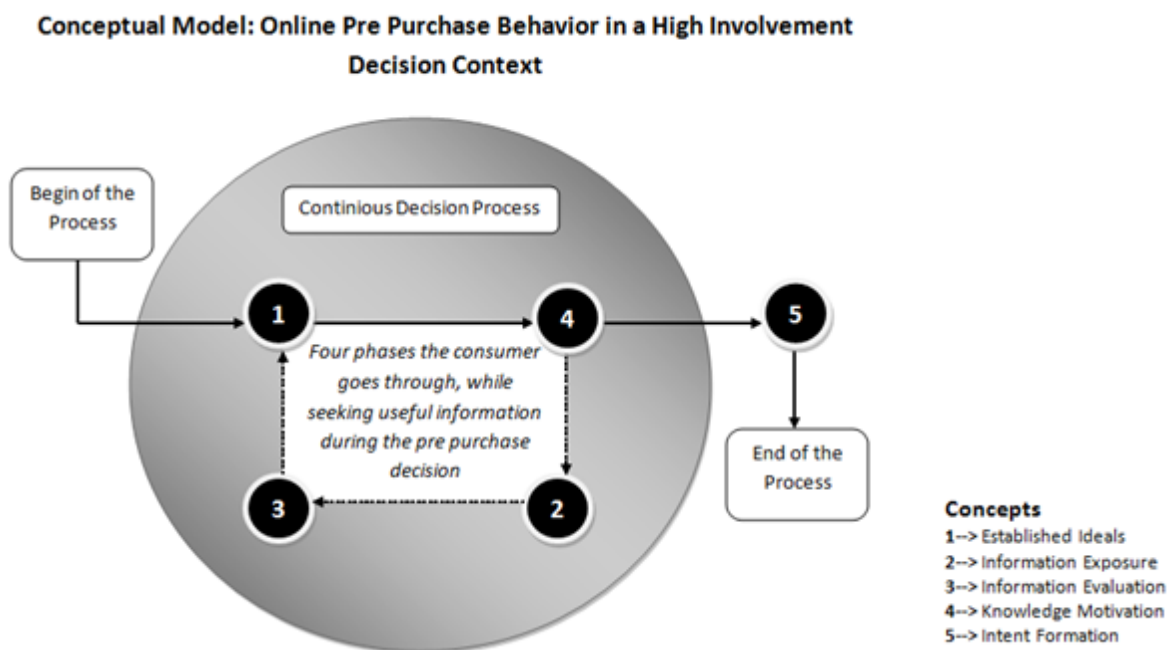 Conceptual Model: Online Pre Purchase Behavior in a High Involvement
Decision Context
Begin of the
Process
Continious Decision Process
1
4
5
Four phases the consumer
goes through, while
seeking useful information
during the pre purchase
decision
3
2
End of the
Process
Concepts
1--> Established Ideals
2--> Information Exposure
3--> Information Evaluation
4--> Knowledge Motivation
5--> Intent Formation